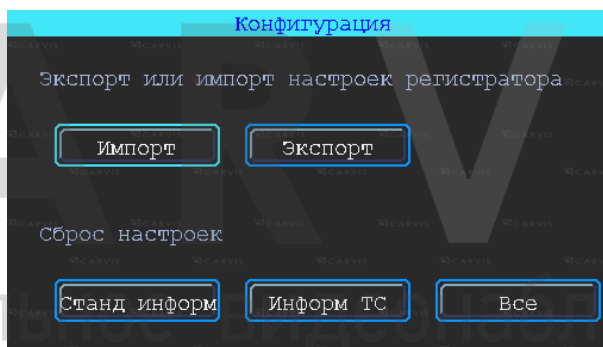 Конфигурация
Экспорт или импорт настроек регистратора
Импорт Экспорт
Сброс настроек
Станд информ Информ ТС Все